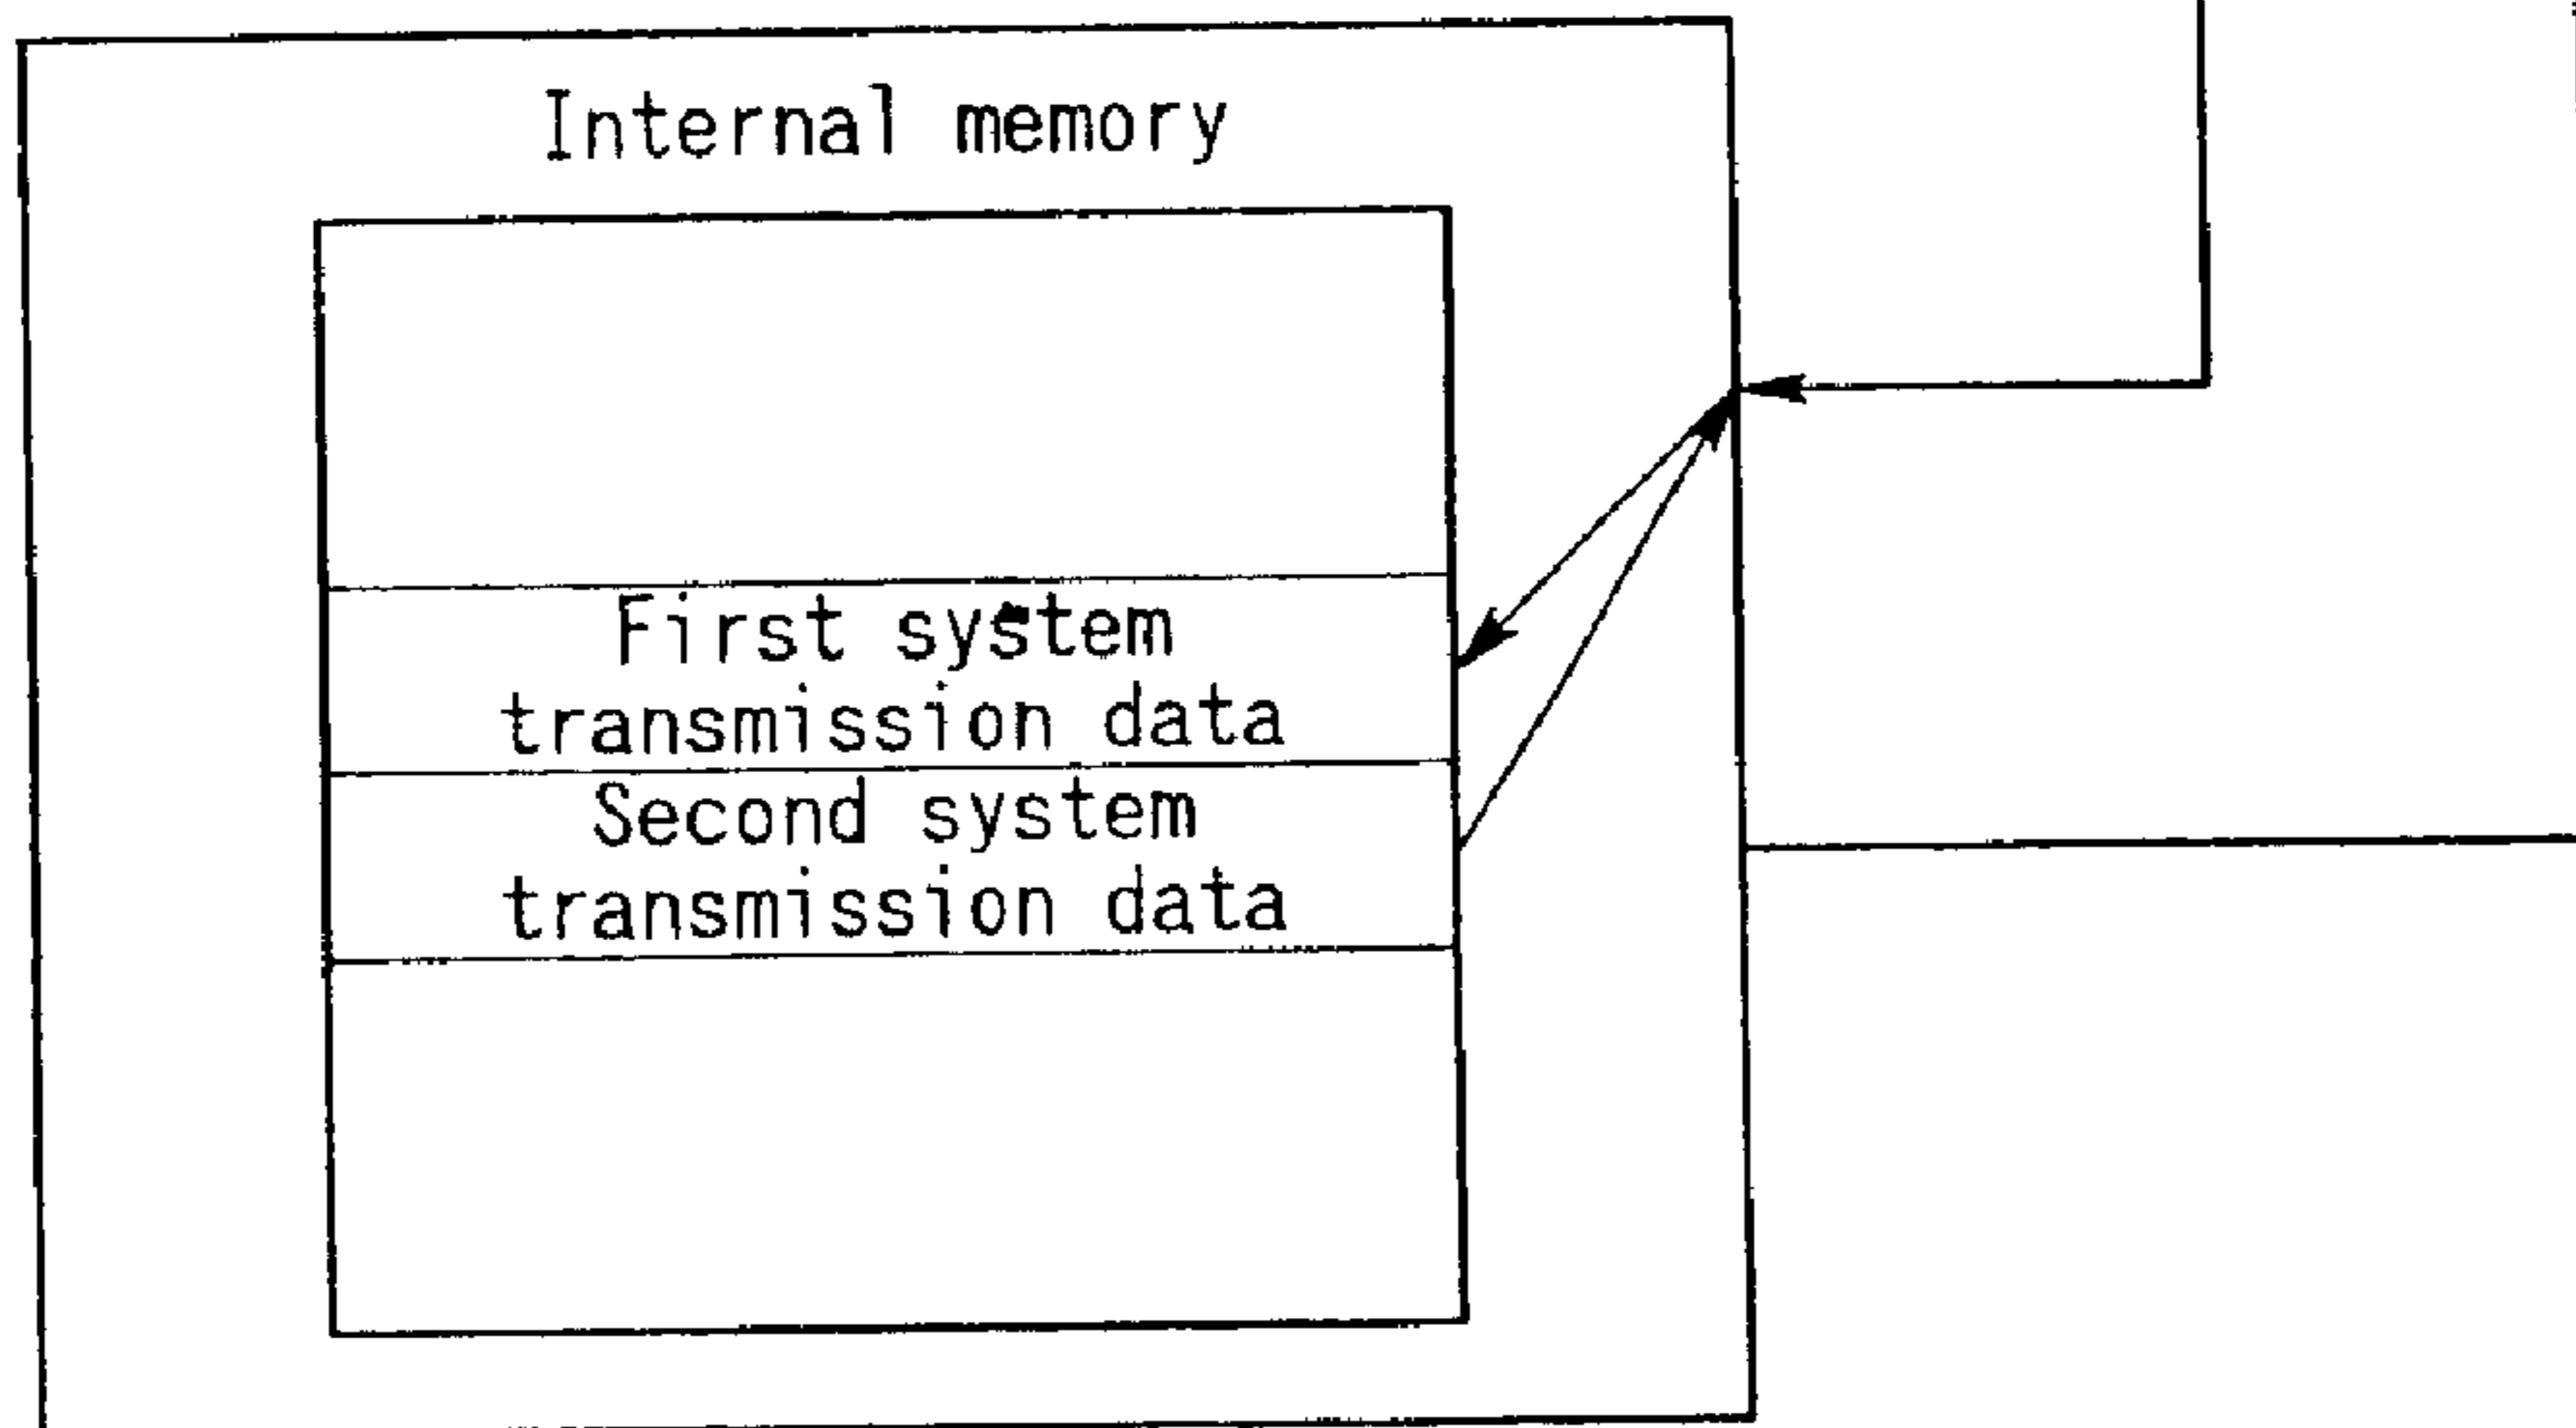 Internal memory
First system
transmission data
Second system
transmission data